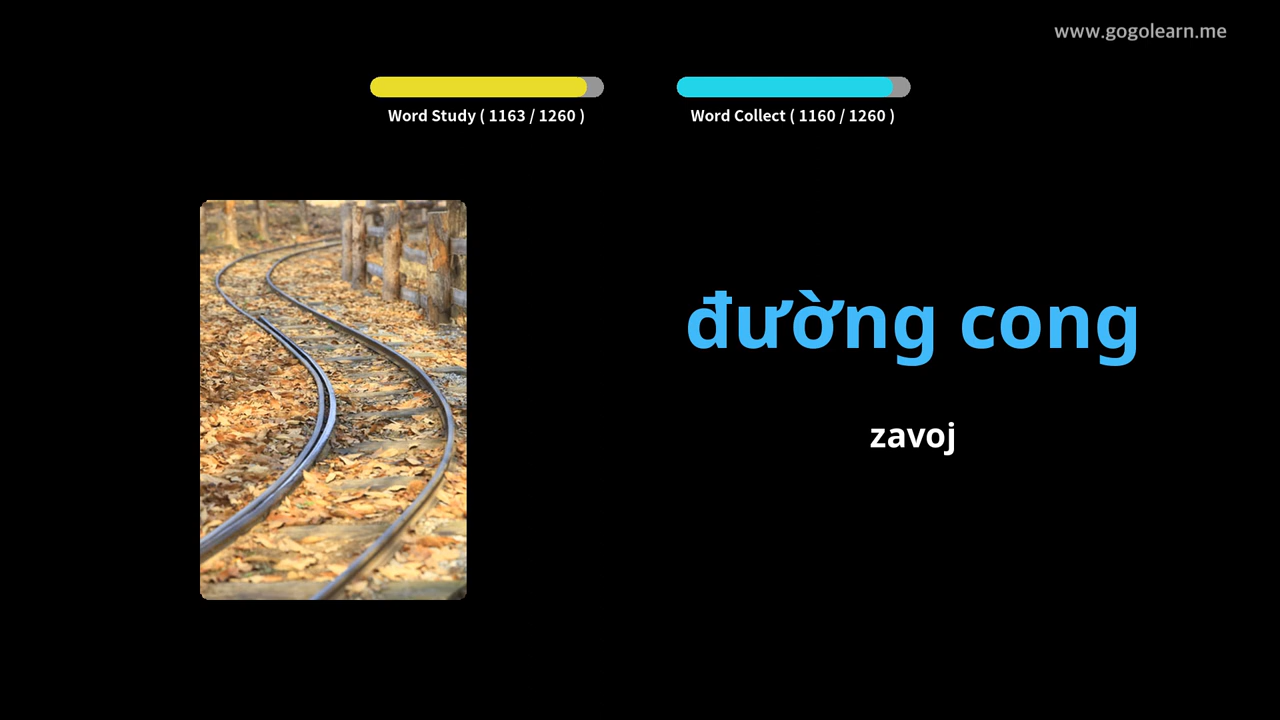 www.gogolearn.me
Word Study ( 1163 / 1260 )
Word Collect ( 1160 / 1260 )
đường cong
zavoj